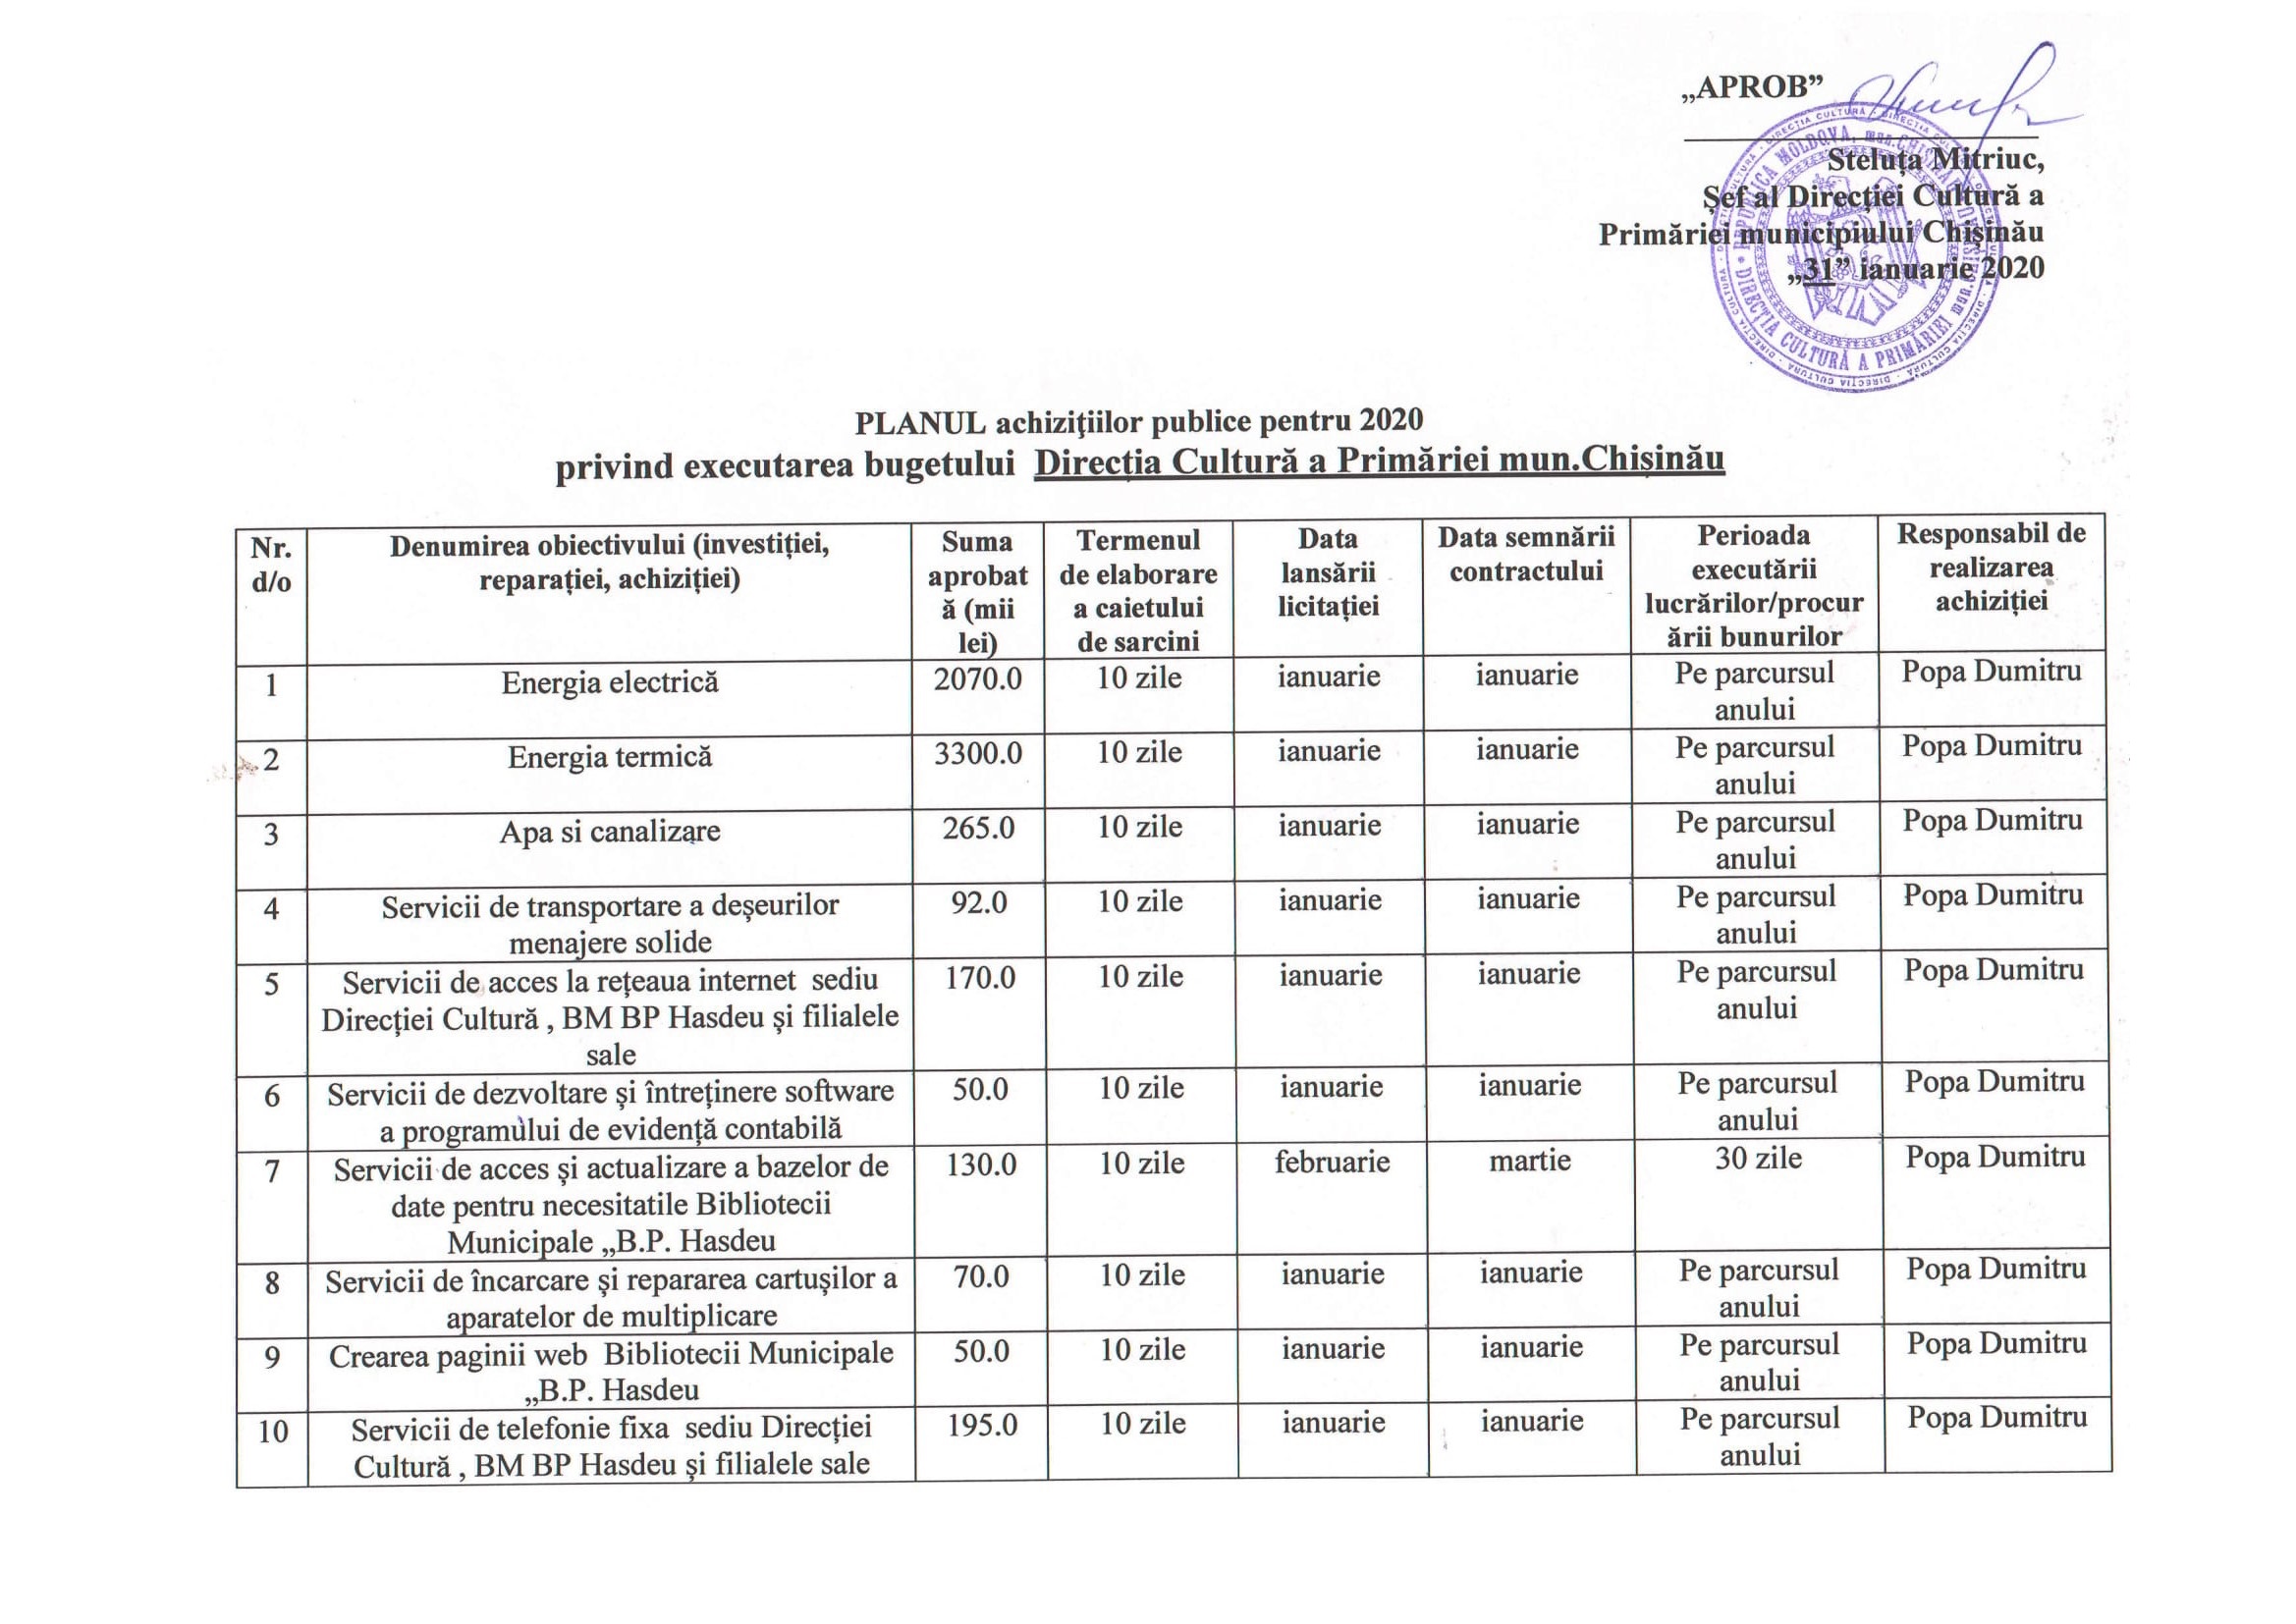 „APROB”
Steluța Mitriuc,
Șef al Direcției Cultură a
Primăriei municipiului Chișinău
„31” ianuarie 2020
REPUBLICA MOLDOVA, mun. CHIȘINĂU
DIRECȚIA CULTURĂ A PRIMĂRIEI mun.
DIRECȚIA CULTURĂ · DIRECȚIA CULTURĂ
PLANUL achiziţiilor publice pentru 2020
privind executarea bugetului Direcția Cultură a Primăriei mun.Chișinău
Nr. d/o | Denumirea obiectivului (investiției, reparației, achiziției) | Suma aprobat ă (mii lei) | Termenul de elaborare a caietului de sarcini | Data lansării licitației | Data semnării contractului | Perioada executării lucrărilor/procur ării bunurilor | Responsabil de realizarea achiziției
1 | Energia electrică | 2070.0 | 10 zile | ianuarie | ianuarie | Pe parcursul anului | Popa Dumitru
2 | Energia termică | 3300.0 | 10 zile | ianuarie | ianuarie | Pe parcursul anului | Popa Dumitru
3 | Apa si canalizare | 265.0 | 10 zile | ianuarie | ianuarie | Pe parcursul anului | Popa Dumitru
4 | Servicii de transportare a deșeurilor menajere solide | 92.0 | 10 zile | ianuarie | ianuarie | Pe parcursul anului | Popa Dumitru
5 | Servicii de acces la rețeaua internet sediu Direcției Cultură , BM BP Hasdeu și filialele sale | 170.0 | 10 zile | ianuarie | ianuarie | Pe parcursul anului | Popa Dumitru
6 | Servicii de dezvoltare și întreținere software a programului de evidență contabilă | 50.0 | 10 zile | ianuarie | ianuarie | Pe parcursul anului | Popa Dumitru
7 | Servicii de acces și actualizare a bazelor de date pentru necesitatile Bibliotecii Municipale „B.P. Hasdeu | 130.0 | 10 zile | februarie | martie | 30 zile | Popa Dumitru
8 | Servicii de încarcare și repararea cartușilor a aparatelor de multiplicare | 70.0 | 10 zile | ianuarie | ianuarie | Pe parcursul anului | Popa Dumitru
9 | Crearea paginii web Bibliotecii Municipale „B.P. Hasdeu | 50.0 | 10 zile | ianuarie | ianuarie | Pe parcursul anului | Popa Dumitru
10 | Servicii de telefonie fixa sediu Direcției Cultură , BM BP Hasdeu și filialele sale | 195.0 | 10 zile | ianuarie | ianuarie | Pe parcursul anului | Popa Dumitru